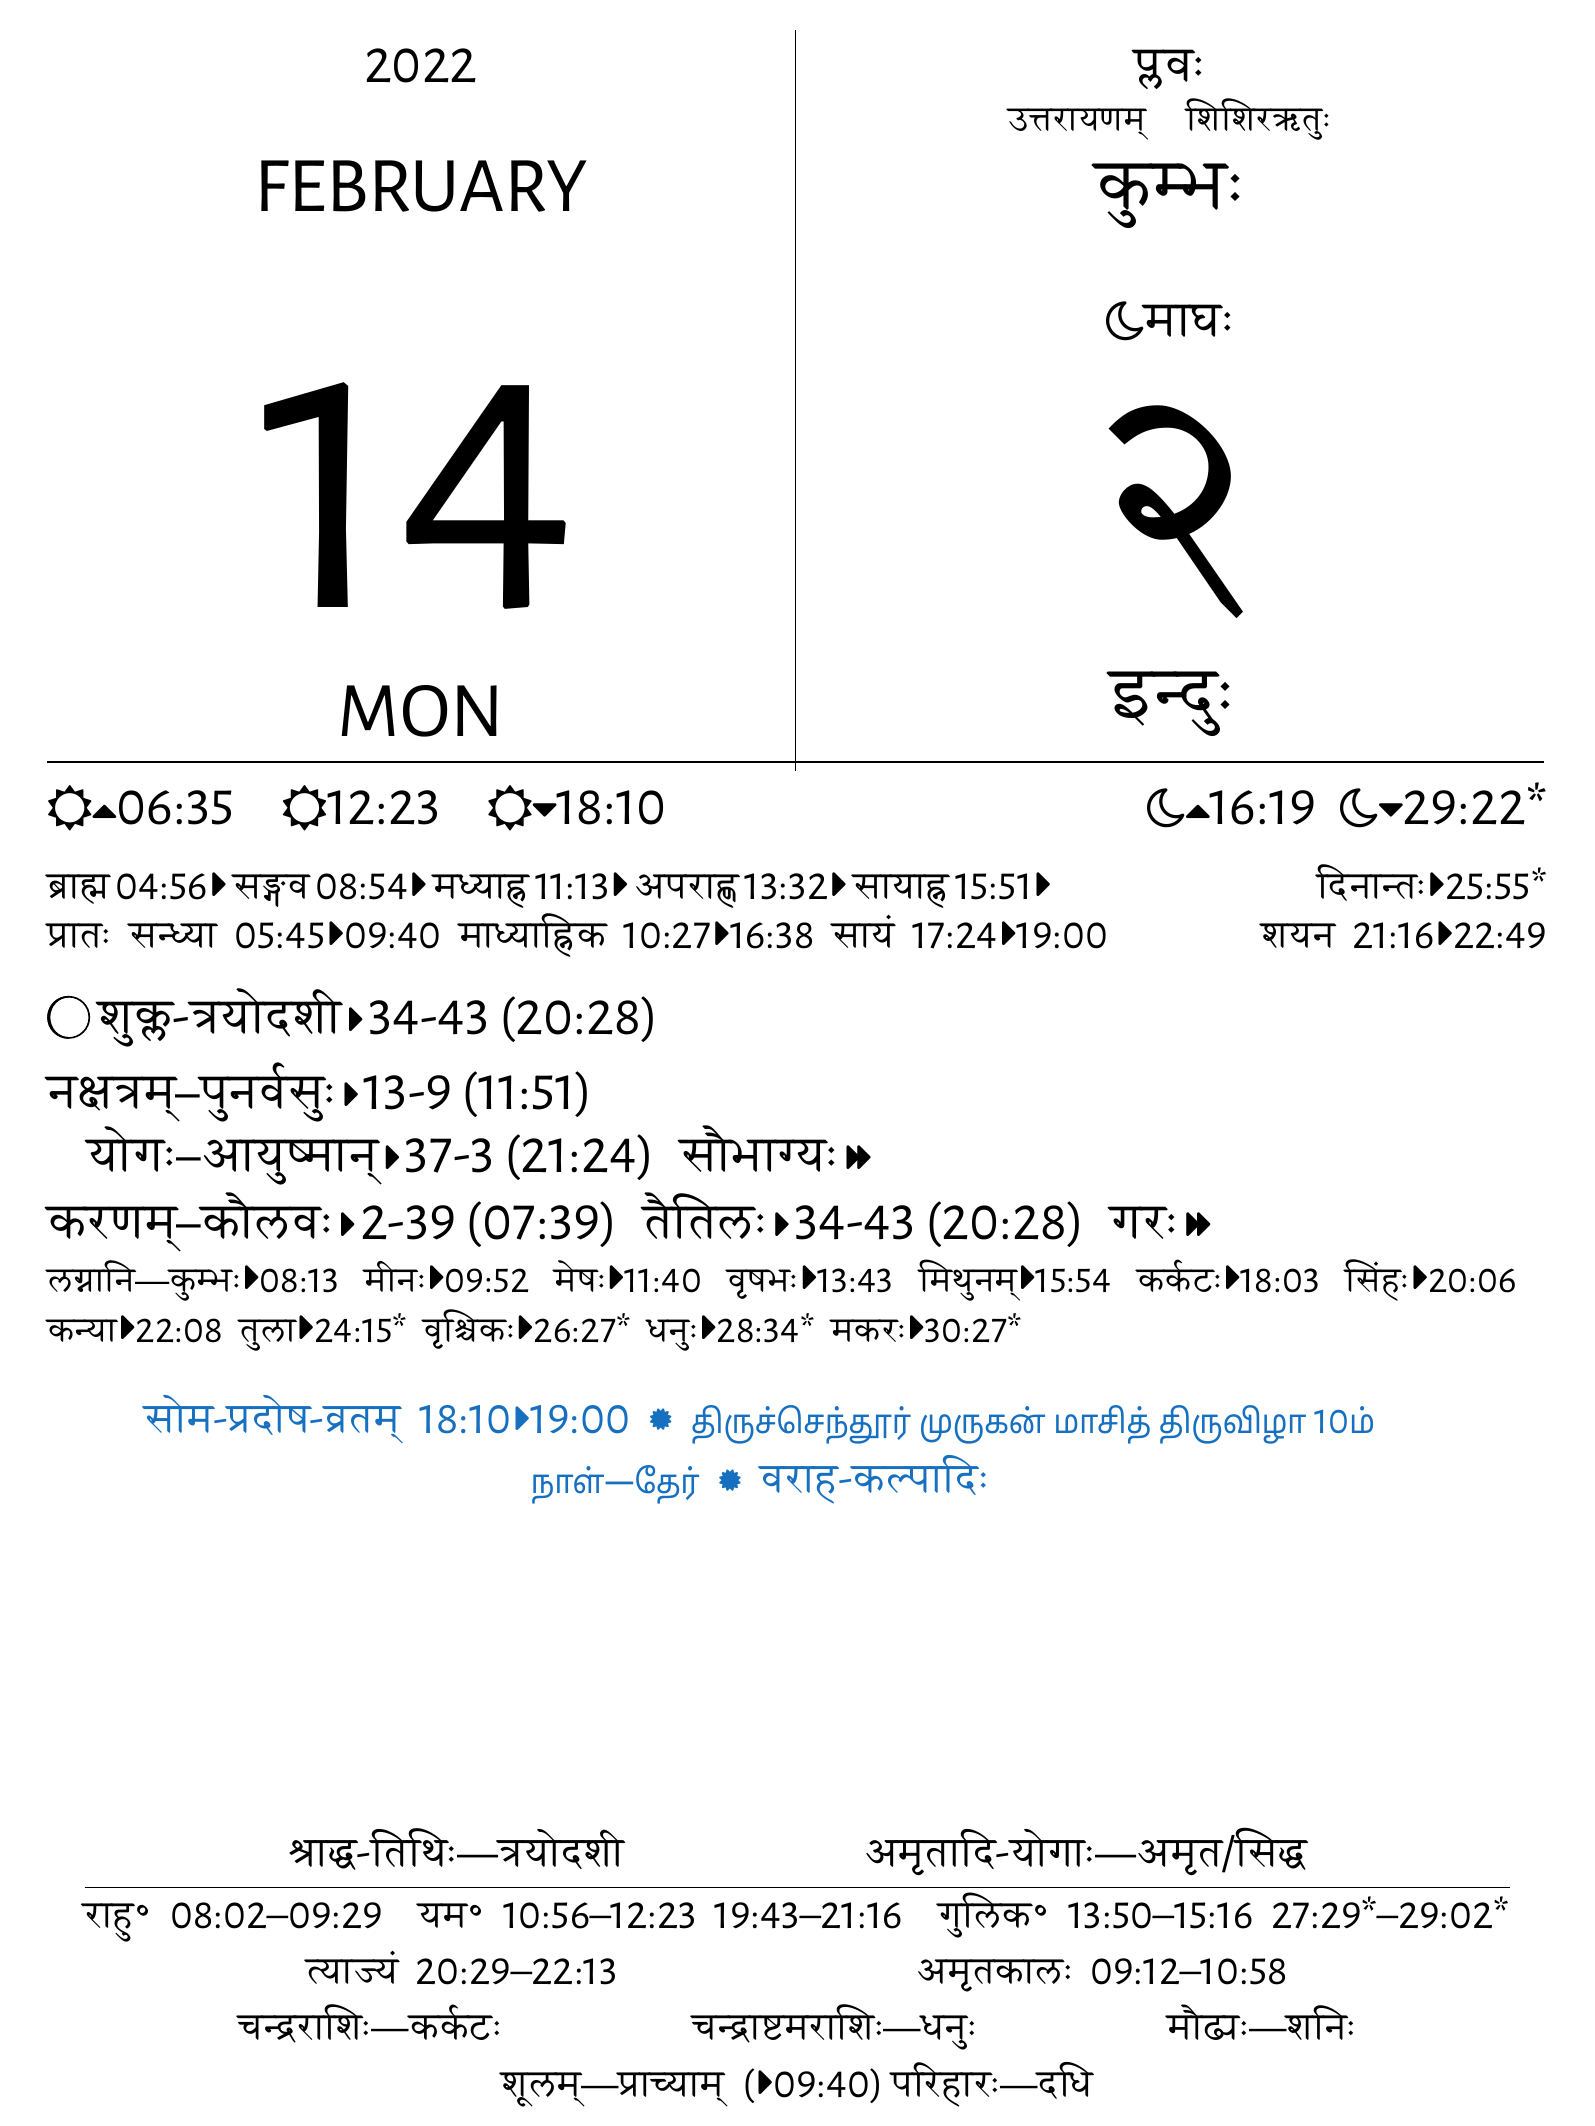 2022
FEBRUARY
14
MON
प्लवः
उत्तरायणम् शिशिरऋतुः
कुम्भः
माघः
२
इन्दुः
06:35 12:23 18:10 16:19 29:22*
ब्राह्म 04:56 सङ्गव 08:54 मध्याह्न 11:13 अपराह्ण 13:32 सायाह्न 15:51 दिनान्तः 25:55*
प्रातः सन्ध्या 05:45 09:40 माध्याह्निक 10:27 16:38 सायं 17:24 19:00 शयन 21:16 22:49
शुक्ल-त्रयोदशी 34-43 (20:28)
नक्षत्रम्–पुनर्वसुः 13-9 (11:51)
योगः–आयुष्मान् 37-3 (21:24) सौभाग्यः
करणम्–कौलवः 2-39 (07:39) तैतिलः 34-43 (20:28) गरः
लग्नानि—कुम्भः 08:13 मीनः 09:52 मेषः 11:40 वृषभः 13:43 मिथुनम् 15:54 कर्कटः 18:03 सिंहः 20:06
कन्या 22:08 तुला 24:15* वृश्चिकः 26:27* धनुः 28:34* मकरः 30:27*
सोम-प्रदोष-व्रतम् 18:10 19:00 ✹ திருச்செந்தூர் முருகன் மாசித் திருவிழா 10ம்
நாள்—தேர் ✹ वराह-कल्पादिः
श्राद्ध-तिथिः—त्रयोदशी अमृतादि-योगाः—अमृत/सिद्ध
राहु॰ 08:02–09:29 यम॰ 10:56–12:23 19:43–21:16 गुलिक॰ 13:50–15:16 27:29*–29:02*
त्याज्यं 20:29–22:13 अमृतकालः 09:12–10:58
चन्द्रराशिः—कर्कटः चन्द्राष्टमराशिः—धनुः मौढ्यः—शनिः
शूलम्—प्राच्याम् (09:40) परिहारः—दधि